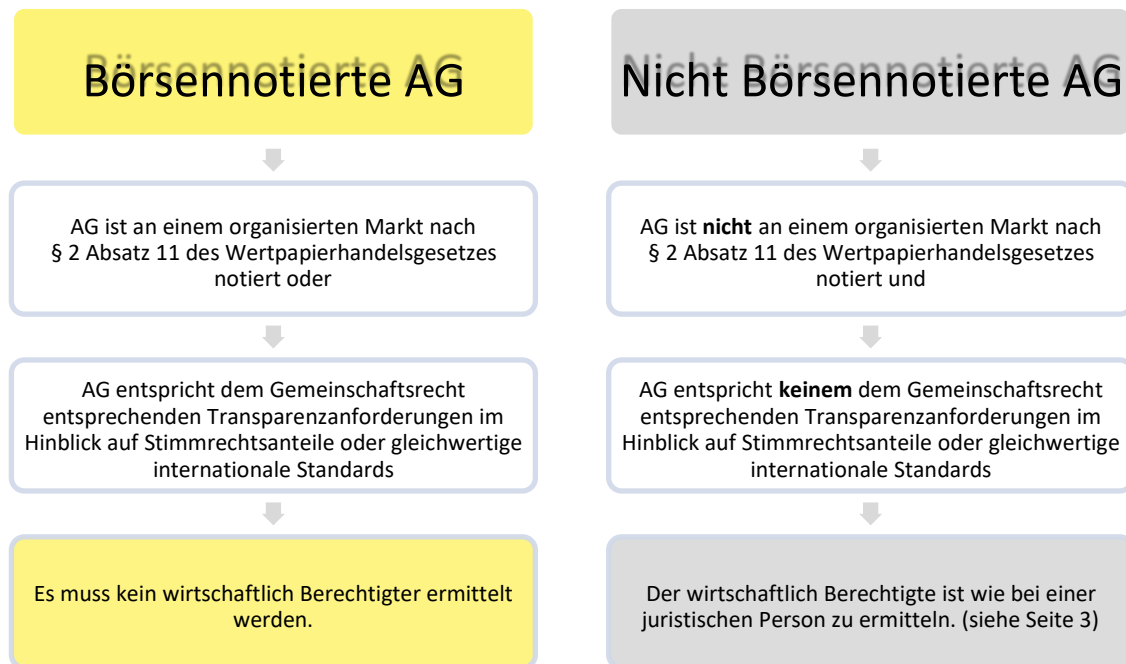 Börsennotierte AG
AG ist an einem organisierten Markt nach
§ 2 Absatz 11 des Wertpapierhandelsgesetzes
notiert oder
AG entspricht dem Gemeinschaftsrecht
entsprechenden Transparenzanforderungen im
Hinblick auf Stimmrechtsanteile oder gleichwertige
internationale Standards
Es muss kein wirtschaftlich Berechtigter ermittelt
werden.
Nicht Börsennotierte AG
AG ist nicht an einem organisierten Markt nach
§ 2 Absatz 11 des Wertpapierhandelsgesetzes
notiert und
AG entspricht keinem dem Gemeinschaftsrecht
entsprechenden Transparenzanforderungen im
Hinblick auf Stimmrechtsanteile oder gleichwertige
internationale Standards
Der wirtschaftlich Berechtigte ist wie bei einer
juristischen Person zu ermitteln. (siehe Seite 3)